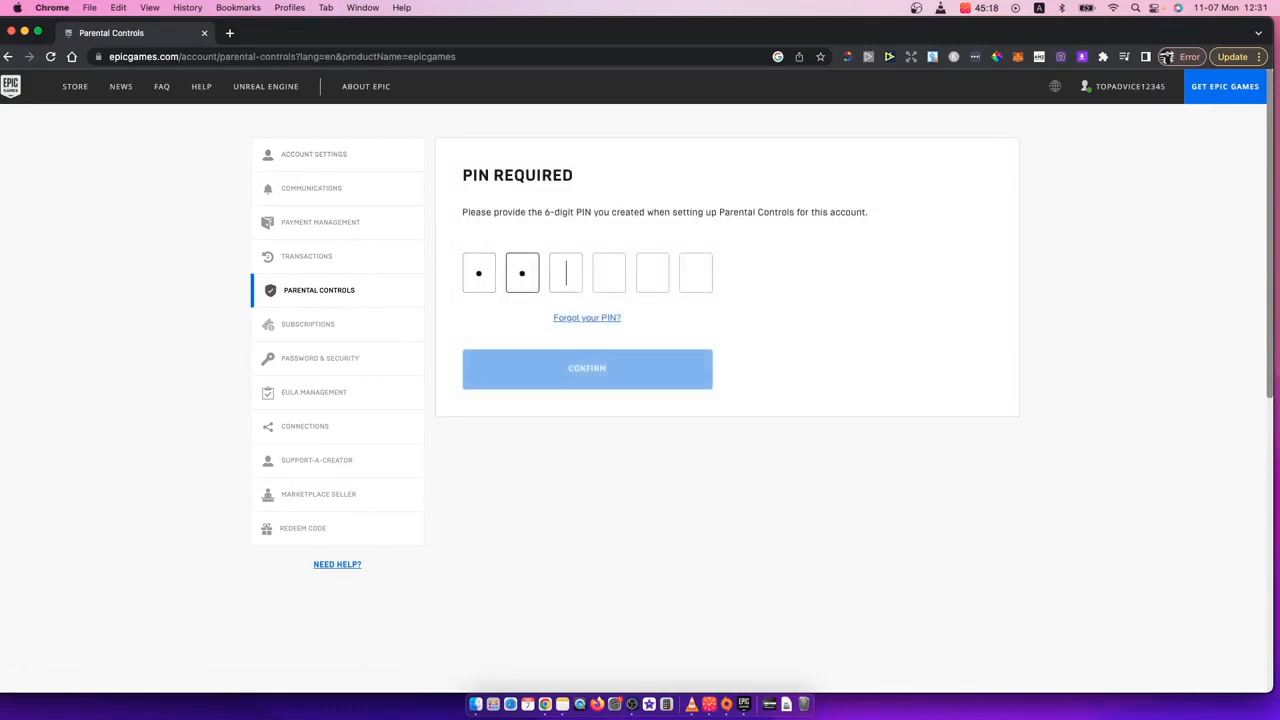 Chrome File Edit View History Bookmarks Profiles Tab Window Help 45:18 A 11-07 Mon 12:31
Parental Controls
epicgames.com/account/parental-controls?lang=en&productName=epicgames Error Update
EPIC GAMES STORE NEWS FAQ HELP UNREAL ENGINE ABOUT EPIC TOPADVICE12345 GET EPIC GAMES
ACCOUNT SETTINGS
COMMUNICATIONS
PAYMENT MANAGEMENT
TRANSACTIONS
PARENTAL CONTROLS
SUBSCRIPTIONS
PASSWORD & SECURITY
EULA MANAGEMENT
CONNECTIONS
SUPPORT-A-CREATOR
MARKETPLACE SELLER
REDEEM CODE
NEED HELP?
PIN REQUIRED
Please provide the 6-digit PIN you created when setting up Parental Controls for this account.
Forgot your PIN?
CONFIRM